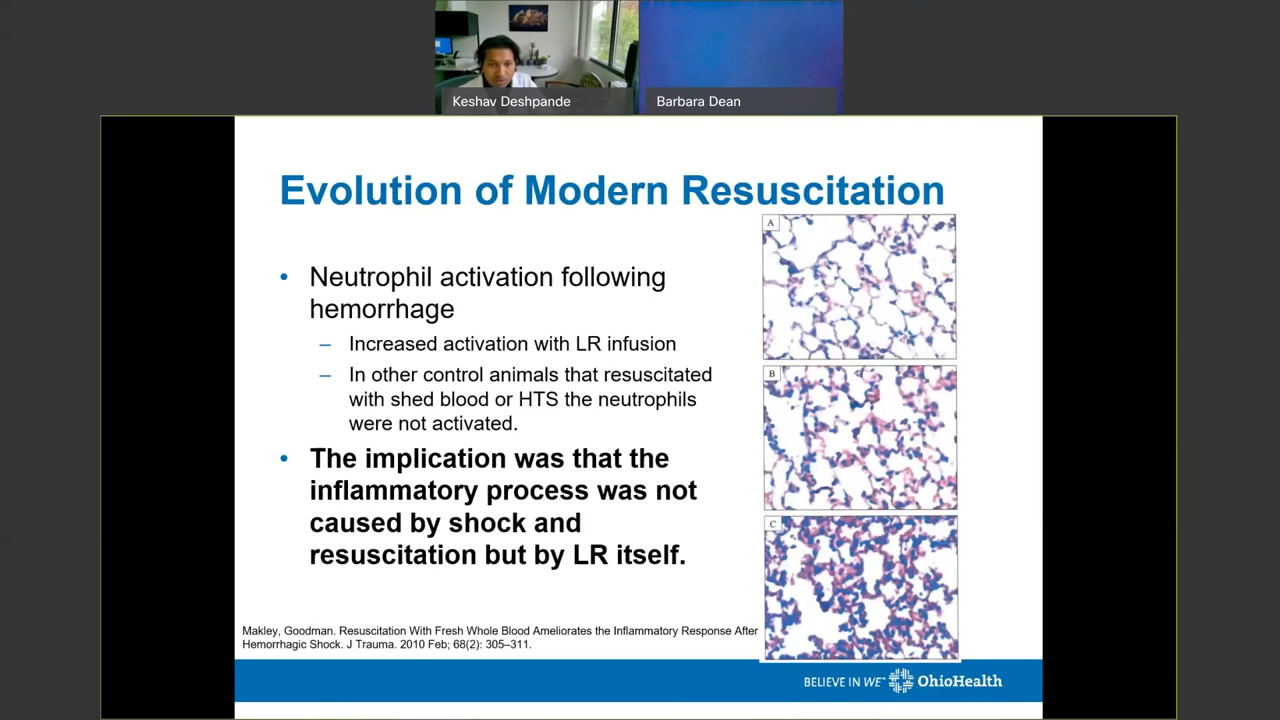 Keshav Deshpande
Barbara Dean
Evolution of Modern Resuscitation
• Neutrophil activation following
hemorrhage
– Increased activation with LR infusion
– In other control animals that resuscitated
with shed blood or HTS the neutrophils
were not activated.
• The implication was that the
inflammatory process was not
caused by shock and
resuscitation but by LR itself.
A
B
C
Makley, Goodman. Resuscitation With Fresh Whole Blood Ameliorates the Inflammatory Response After
Hemorrhagic Shock. J Trauma. 2010 Feb; 68(2): 305–311.
BELIEVE IN WE℠ OhioHealth